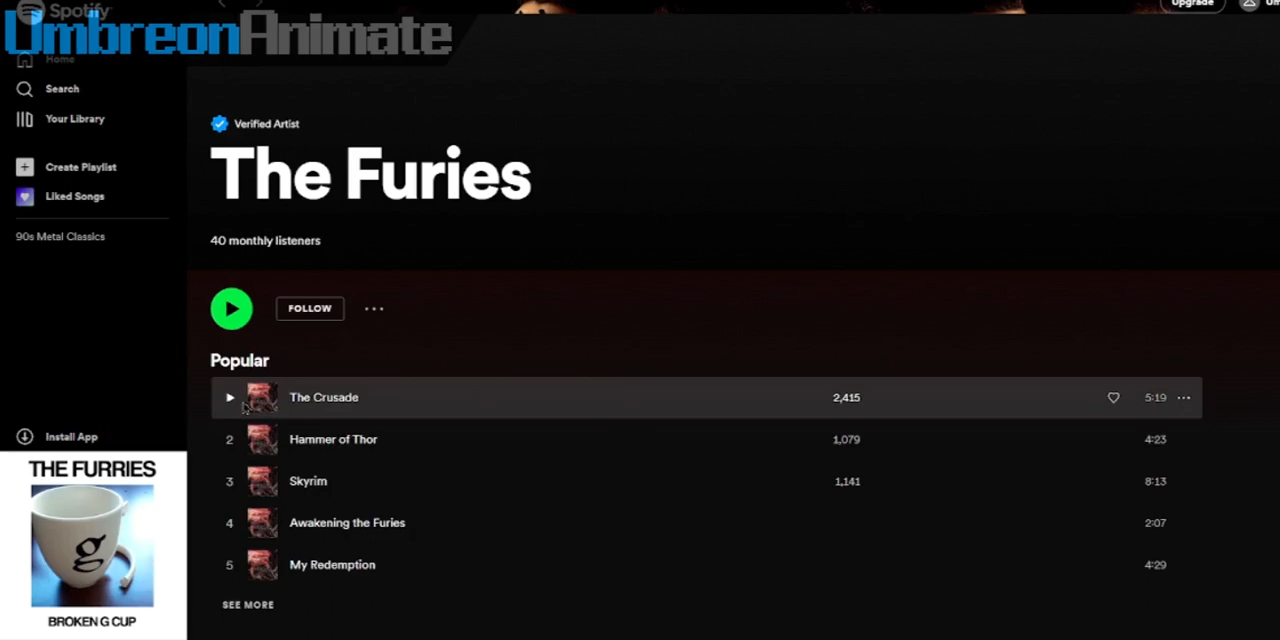 Spotify
Upgrade
Um
UmbreonAnimate
Home
Search
Your Library
Create Playlist
Liked Songs
90s Metal Classics
Install App
THE FURRIES
g
BROKEN G CUP
Verified Artist
The Furies
40 monthly listeners
FOLLOW
Popular
The Crusade 2,415 5:19
2 Hammer of Thor 1,079 4:23
3 Skyrim 1,141 8:13
4 Awakening the Furies 2:07
5 My Redemption 4:29
SEE MORE